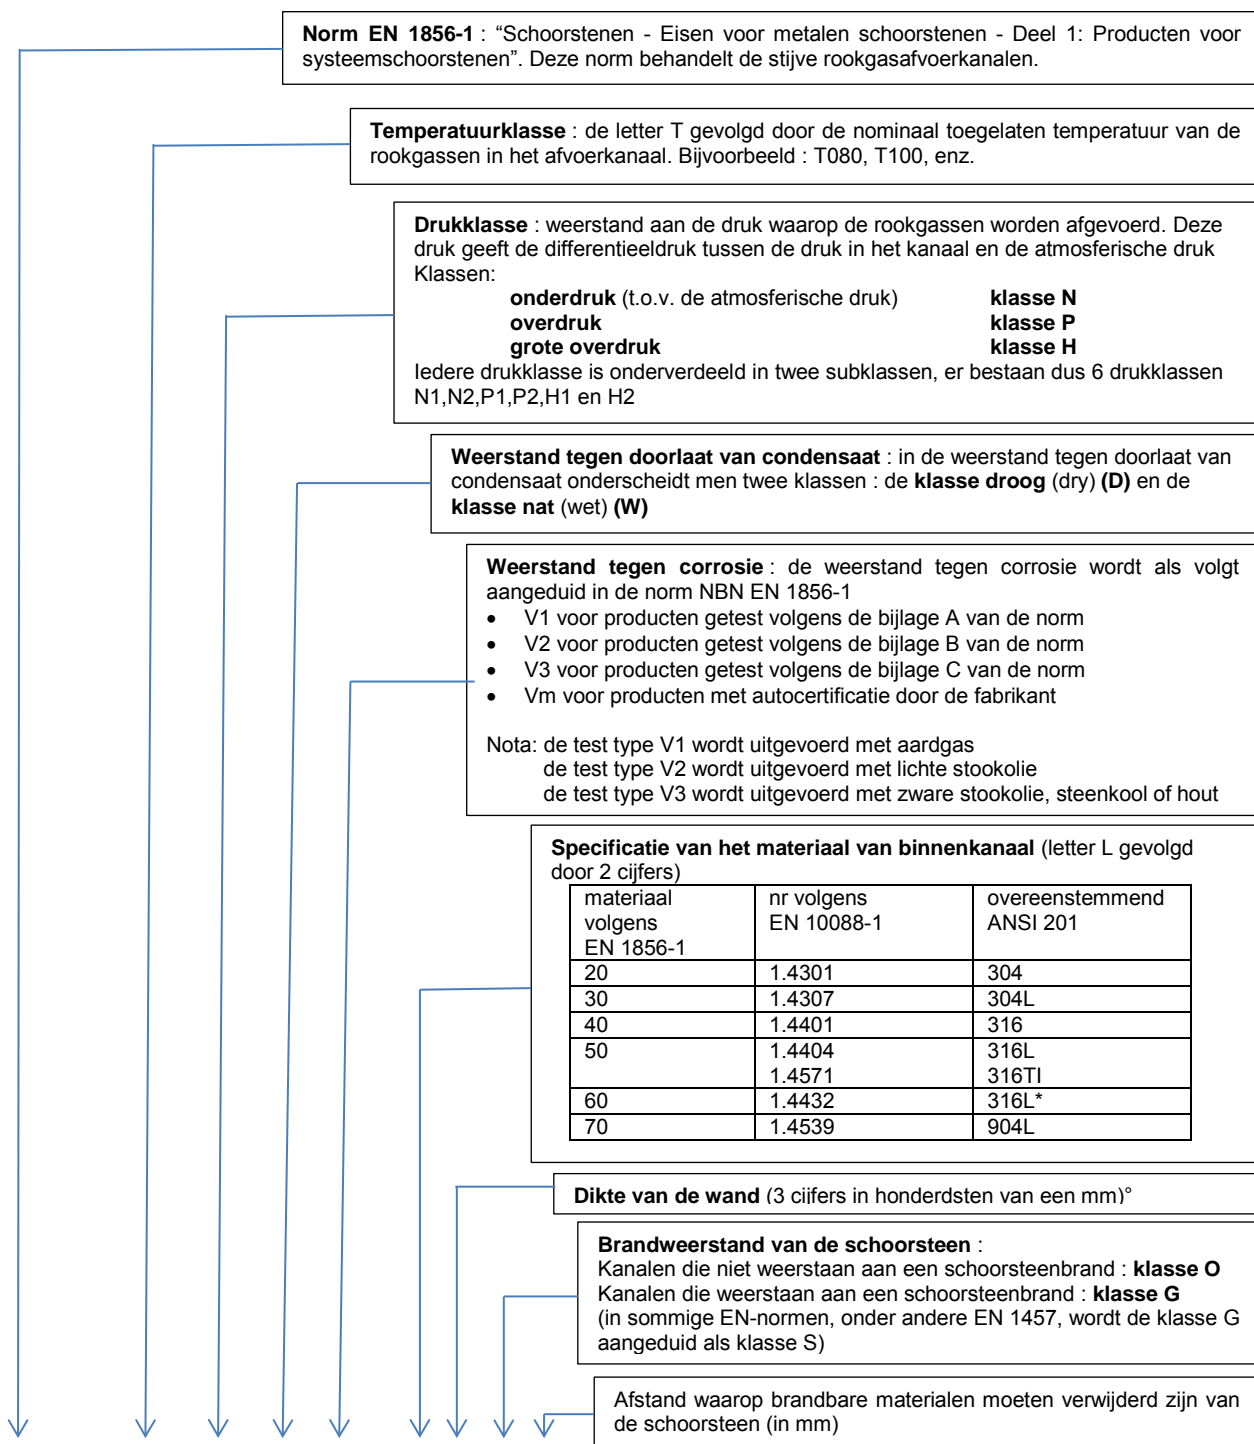 Norm EN 1856-1 : “Schoorstenen - Eisen voor metalen schoorstenen - Deel 1: Producten voor
systeemschoorstenen”. Deze norm behandelt de stijve rookgasafvoerkanalen.
Temperatuurklasse : de letter T gevolgd door de nominaal toegelaten temperatuur van de
rookgassen in het afvoerkanaal. Bijvoorbeeld : T080, T100, enz.
Drukklasse : weerstand aan de druk waarop de rookgassen worden afgevoerd. Deze
druk geeft de differentieeldruk tussen de druk in het kanaal en de atmosferische druk
Klassen:
onderdruk (t.o.v. de atmosferische druk) klasse N
overdruk klasse P
grote overdruk klasse H
Iedere drukklasse is onderverdeeld in twee subklassen, er bestaan dus 6 drukklassen
N1,N2,P1,P2,H1 en H2
Weerstand tegen doorlaat van condensaat : in de weerstand tegen doorlaat van
condensaat onderscheidt men twee klassen : de klasse droog (dry) (D) en de
klasse nat (wet) (W)
Weerstand tegen corrosie : de weerstand tegen corrosie wordt als volgt
aangeduid in de norm NBN EN 1856-1
• V1 voor producten getest volgens de bijlage A van de norm
• V2 voor producten getest volgens de bijlage B van de norm
• V3 voor producten getest volgens de bijlage C van de norm
• Vm voor producten met autocertificatie door de fabrikant
Nota: de test type V1 wordt uitgevoerd met aardgas
de test type V2 wordt uitgevoerd met lichte stookolie
de test type V3 wordt uitgevoerd met zware stookolie, steenkool of hout
Specificatie van het materiaal van binnenkanaal (letter L gevolgd
door 2 cijfers)
materiaal nr volgens overeenstemmend
volgens EN 10088-1 ANSI 201
EN 1856-1
20 1.4301 304
30 1.4307 304L
40 1.4401 316
50 1.4404 316L
1.4571 316TI
60 1.4432 316L*
70 1.4539 904L
Dikte van de wand (3 cijfers in honderdsten van een mm)°
Brandweerstand van de schoorsteen :
Kanalen die niet weerstaan aan een schoorsteenbrand : klasse O
Kanalen die weerstaan aan een schoorsteenbrand : klasse G
(in sommige EN-normen, onder andere EN 1457, wordt de klasse G
aangeduid als klasse S)
Afstand waarop brandbare materialen moeten verwijderd zijn van
de schoorsteen (in mm)